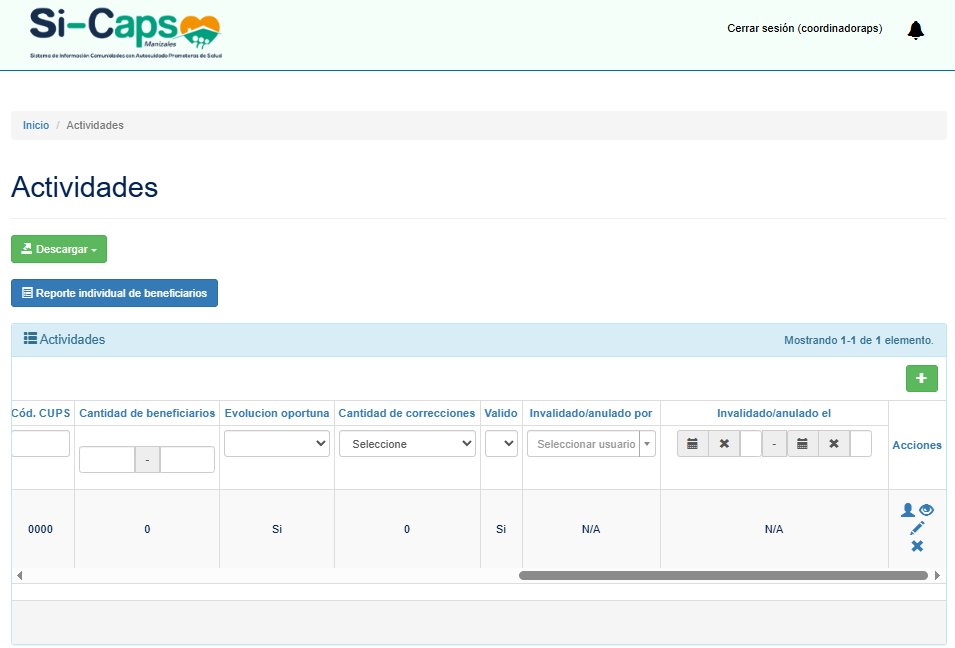 Si-Caps
Manizales
Sistema de Información Comunidades con Autocuidado Promotoras de Salud
Cerrar sesión (coordinadoraps)
Inicio / Actividades
Actividades
Descargar
Reporte individual de beneficiarios
Actividades
Mostrando 1-1 de 1 elemento.
+
Cód. CUPS Cantidad de beneficiarios Evolucion oportuna Cantidad de correcciones Valido Invalidado/anulado por Invalidado/anulado el
Acciones
- Seleccione Seleccionar usuario -
0000 0 Si 0 Si N/A N/A